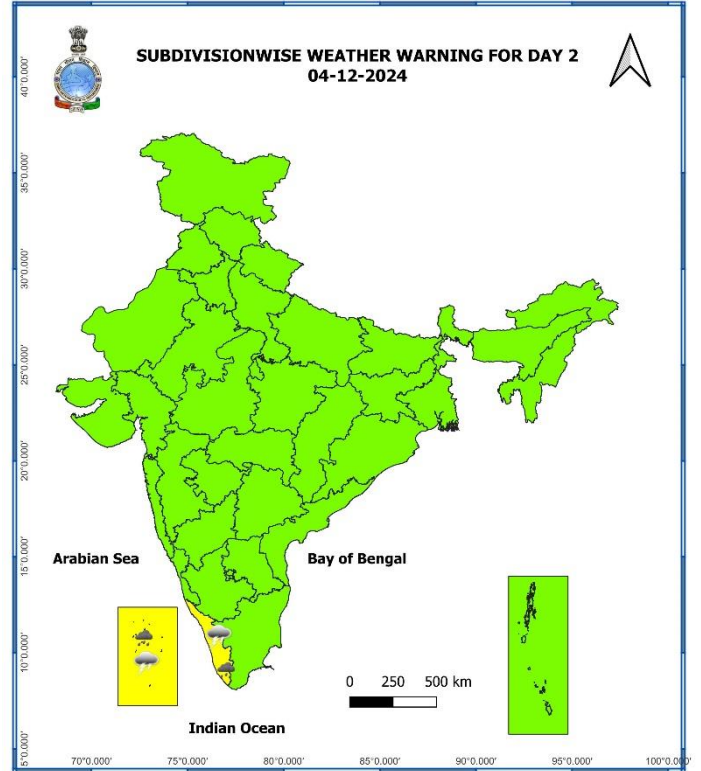 SUBDIVISIONWISE WEATHER WARNING FOR DAY 2
04-12-2024
40°0.000'
35°0.000'
30°0.000'
25°0.000'
20°0.000'
15°0.000'
10°0.000'
5°0.000'
Arabian Sea
Bay of Bengal
0 250 500 km
Indian Ocean
70°0.000' 75°0.000' 80°0.000' 85°0.000' 90°0.000' 95°0.000' 100°0.000'